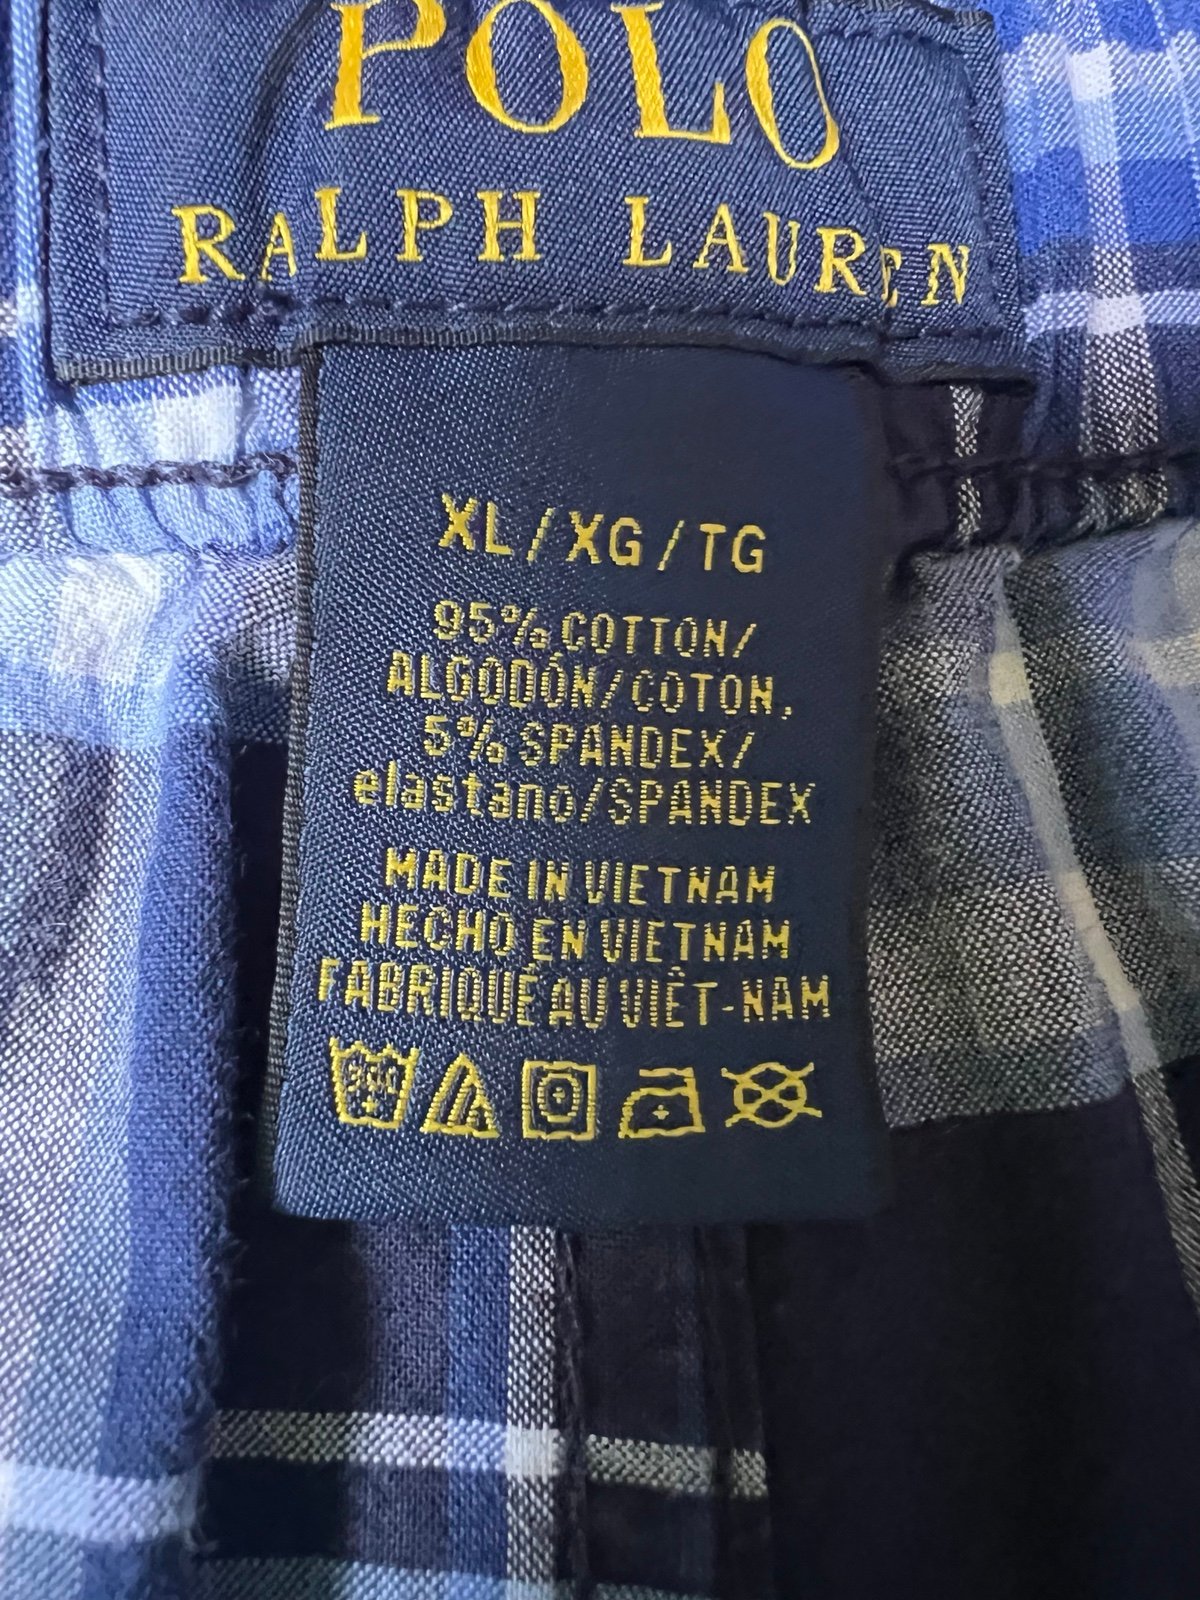 POLO
RALPH LAUREN
XL/XG/TG
95% COTTON/
ALGODÓN/COTON,
5% SPANDEX/
elastano/SPANDEX
MADE IN VIETNAM
HECHO EN VIETNAM
FABRIQUÉ AU VIÊT-NAM